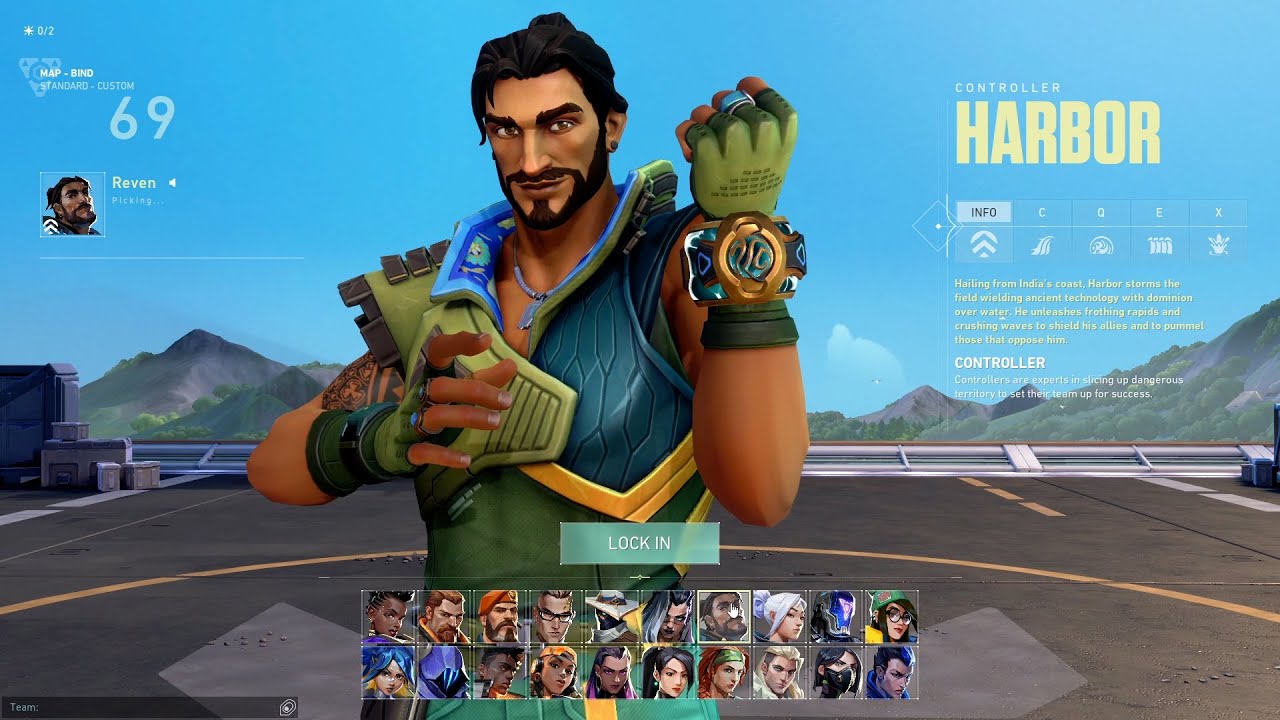 0/2
MAP - BIND
STANDARD - CUSTOM
69
Reven
Picking...
CONTROLLER
HARBOR
INFO C Q E X
Hailing from India's coast, Harbor storms the
field wielding ancient technology with dominion
over water. He unleashes frothing rapids and
crushing waves to shield his allies and to pummel
those that oppose him.
CONTROLLER
Controllers are experts in slicing up dangerous
territory to set their team up for success.
LOCK IN
Team: